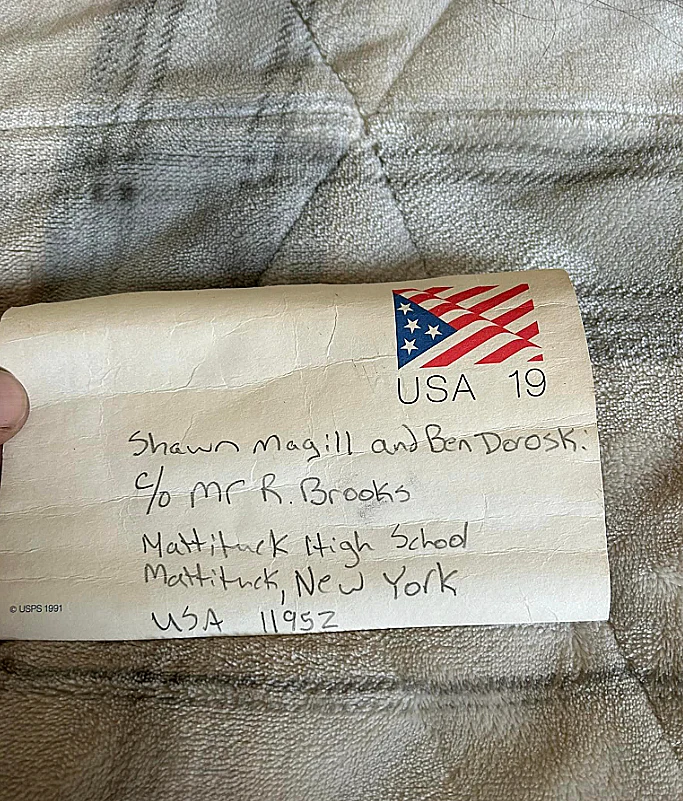 USA 19
Shawn Magill and Ben Doroski
c/o Mr R. Brooks
Mattituck High School
Mattituck, New York
© USPS 1991
USA 11952